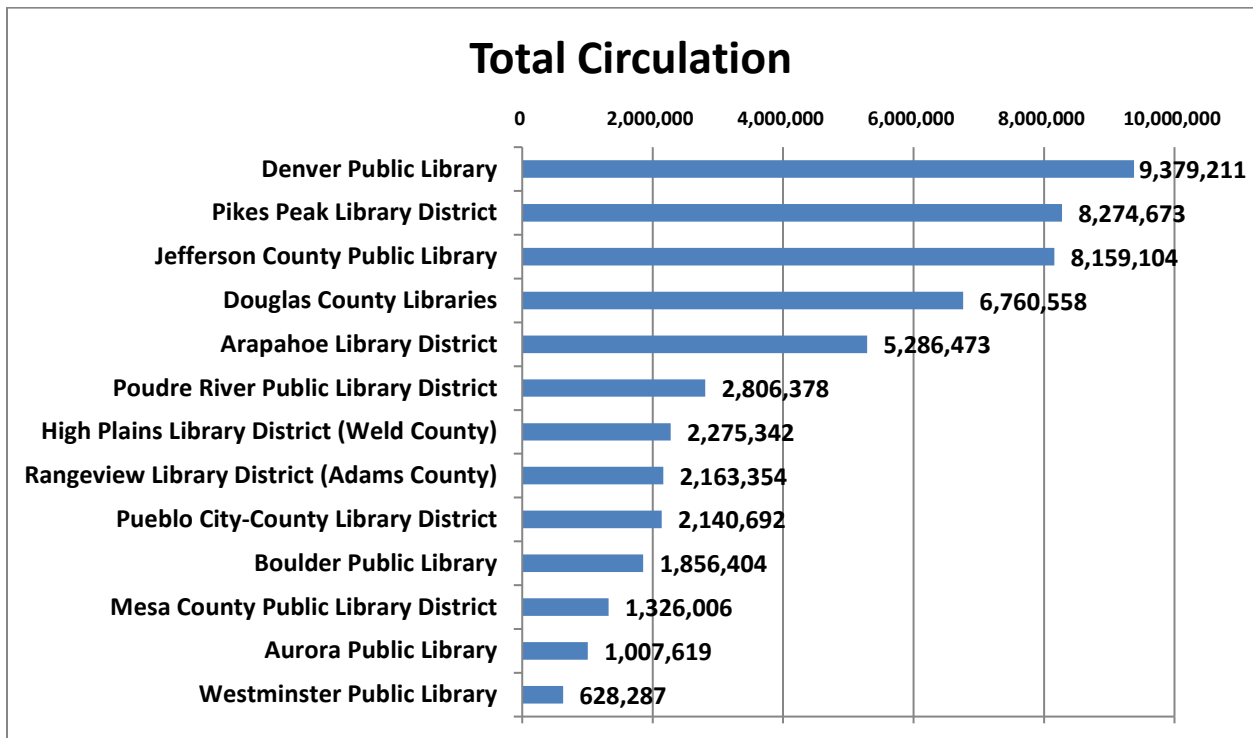 Total Circulation
0 2,000,000 4,000,000 6,000,000 8,000,000 10,000,000
Denver Public Library 9,379,211
Pikes Peak Library District 8,274,673
Jefferson County Public Library 8,159,104
Douglas County Libraries 6,760,558
Arapahoe Library District 5,286,473
Poudre River Public Library District 2,806,378
High Plains Library District (Weld County) 2,275,342
Rangeview Library District (Adams County) 2,163,354
Pueblo City-County Library District 2,140,692
Boulder Public Library 1,856,404
Mesa County Public Library District 1,326,006
Aurora Public Library 1,007,619
Westminster Public Library 628,287